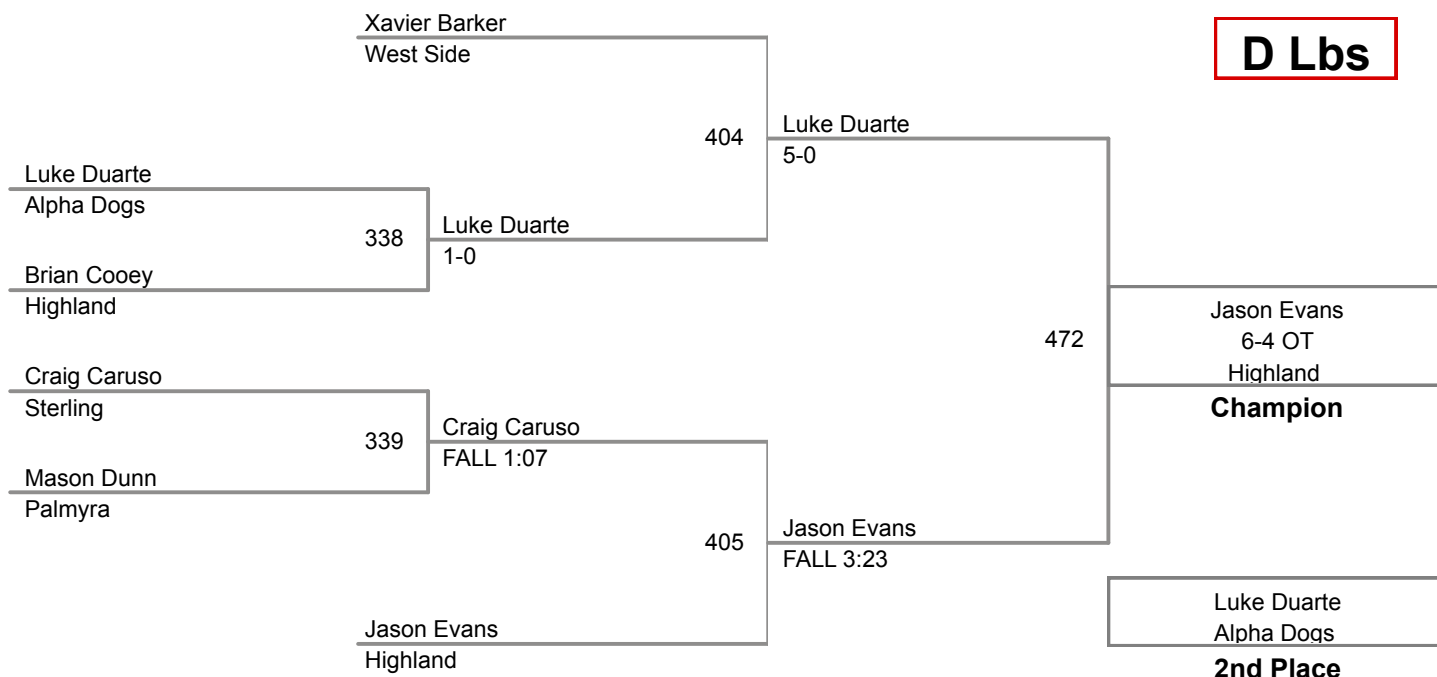 Xavier Barker
West Side
D Lbs
404
Luke Duarte
5-0
Luke Duarte
Alpha Dogs
338
Luke Duarte
1-0
Brian Cooey
Highland
472
Jason Evans
6-4 OT
Highland
Champion
Craig Caruso
Sterling
339
Craig Caruso
FALL 1:07
Mason Dunn
Palmyra
405
Jason Evans
FALL 3:23
Jason Evans
Highland
Luke Duarte
Alpha Dogs
2nd Place